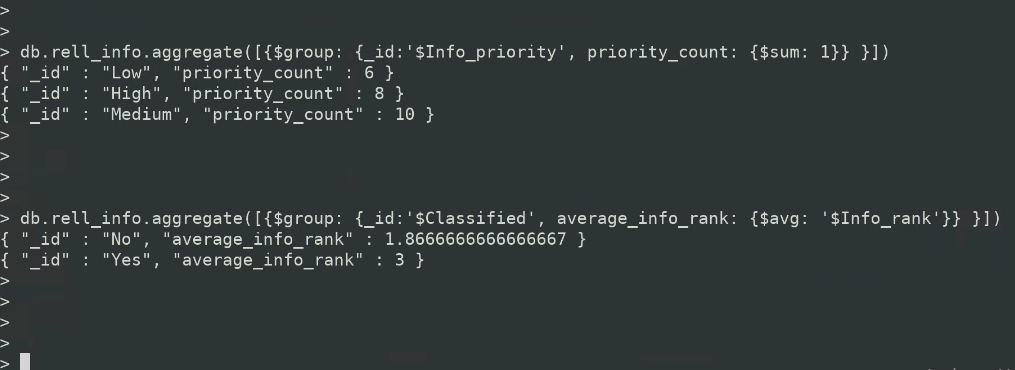 >
>
> db.rell_info.aggregate([{$group: {_id:'$Info_priority', priority_count: {$sum: 1}} }])
{ "_id" : "Low", "priority_count" : 6 }
{ "_id" : "High", "priority_count" : 8 }
{ "_id" : "Medium", "priority_count" : 10 }
>
>
>
>
> db.rell_info.aggregate([{$group: {_id:'$Classified', average_info_rank: {$avg: '$Info_rank'}} }])
{ "_id" : "No", "average_info_rank" : 1.8666666666666667 }
{ "_id" : "Yes", "average_info_rank" : 3 }
>
>
>
>
>